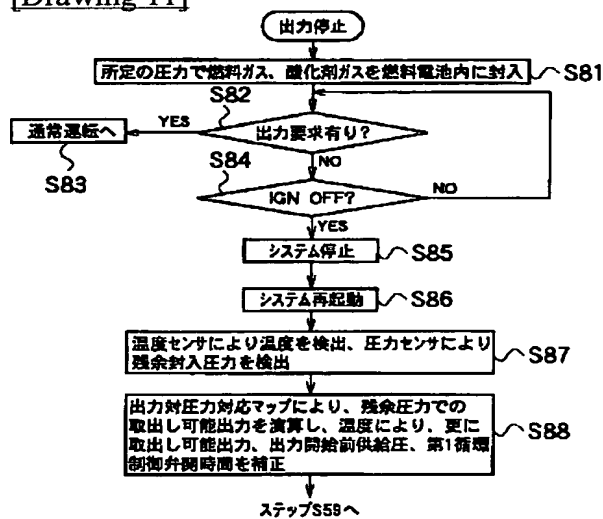 [Drawing 11]
出力停止
所定の圧力で燃料ガス、酸化剤ガスを燃料電池内に封入
S81
S82
出力要求有り?
YES
通常運転へ
S83
NO
S84
IGN OFF?
NO
YES
システム停止
S85
システム再起動
S86
温度センサにより温度を検出、圧力センサにより
残余封入圧力を検出
S87
出力対圧力対応マップにより、残余圧力での
取出し可能出力を演算し、温度により、更に
取出し可能出力、出力開始前供給圧、第1循環
制御弁開時間を補正
S88
ステップS59へ